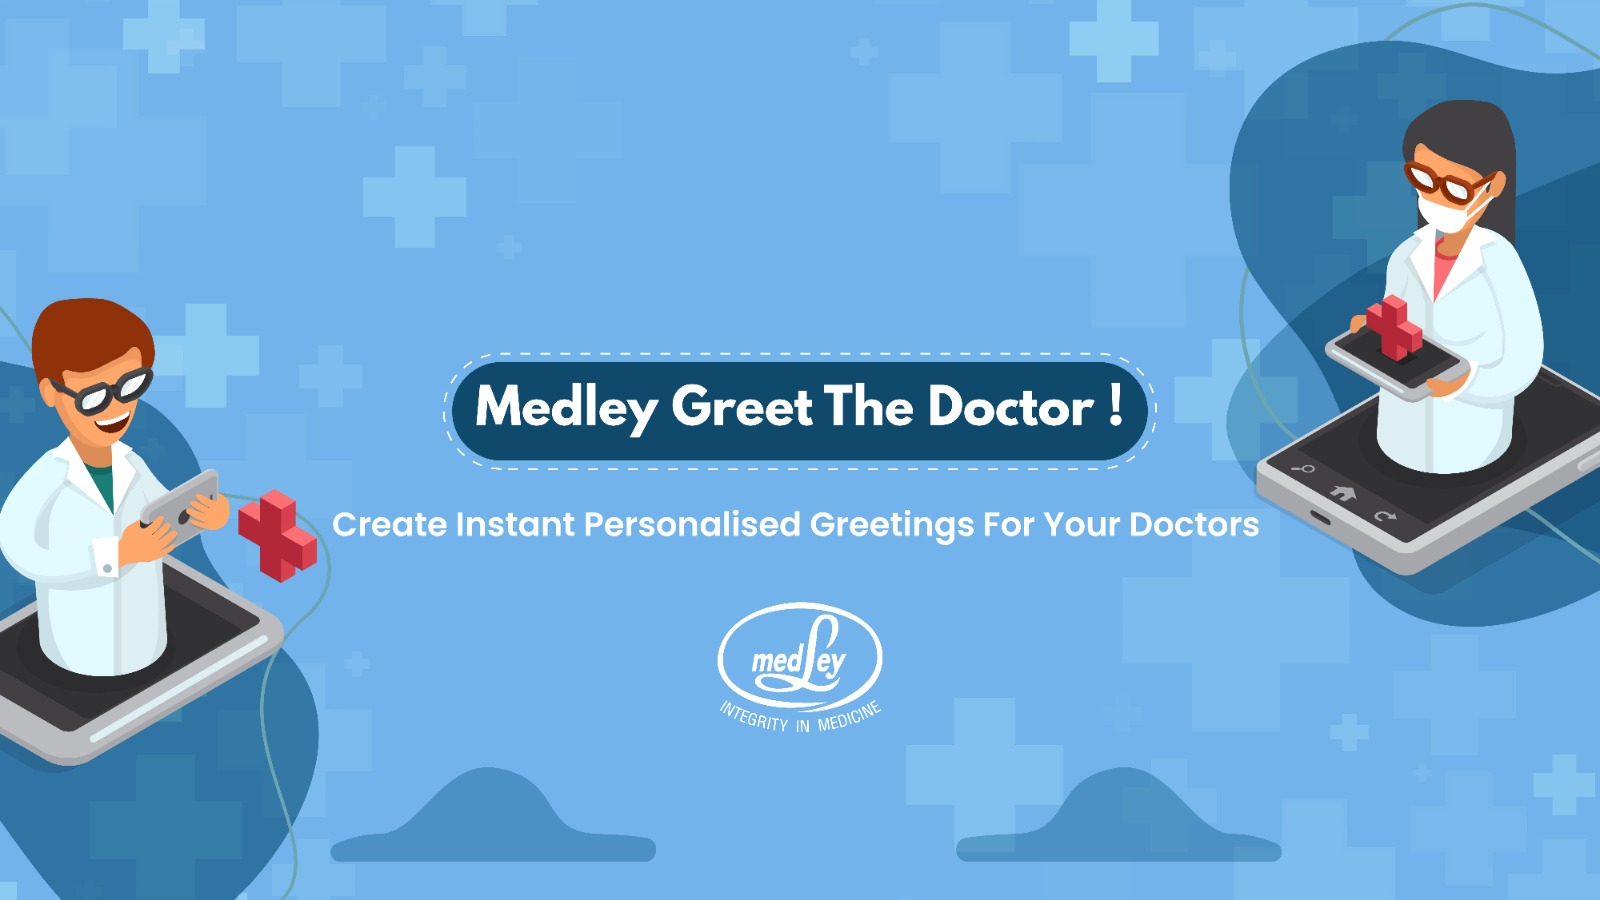 Medley Greet The Doctor !
Create Instant Personalised Greetings For Your Doctors
medley
INTEGRITY IN MEDICINE